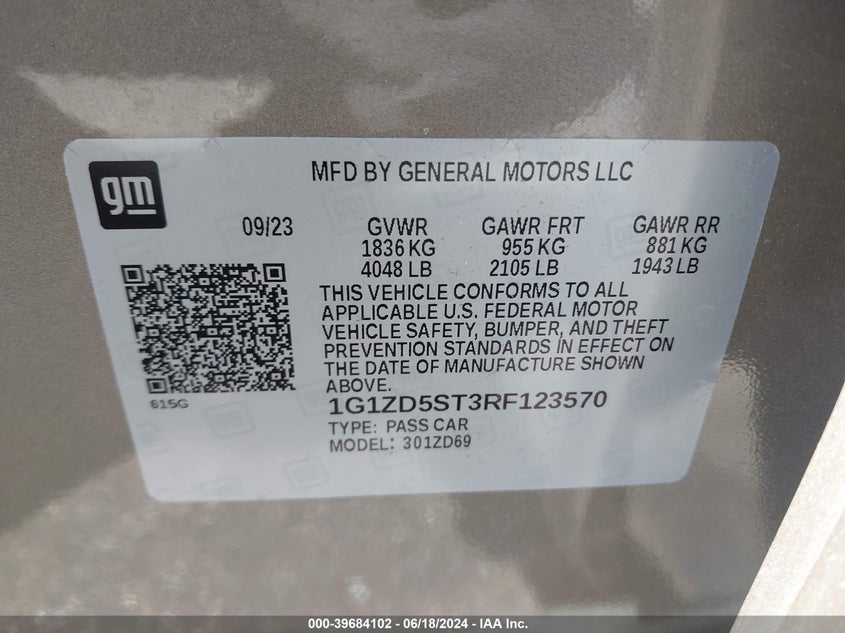 gm
MFD BY GENERAL MOTORS LLC
09/23 GVWR GAWR FRT GAWR RR
1836 KG 955 KG 881 KG
4048 LB 2105 LB 1943 LB
THIS VEHICLE CONFORMS TO ALL
APPLICABLE U.S. FEDERAL MOTOR
VEHICLE SAFETY, BUMPER, AND THEFT
PREVENTION STANDARDS IN EFFECT ON
THE DATE OF MANUFACTURE SHOWN
ABOVE.
615G
1G1ZD5ST3RF123570
TYPE: PASS CAR
MODEL: 301ZD69
000-39684102 - 06/18/2024 - IAA Inc.